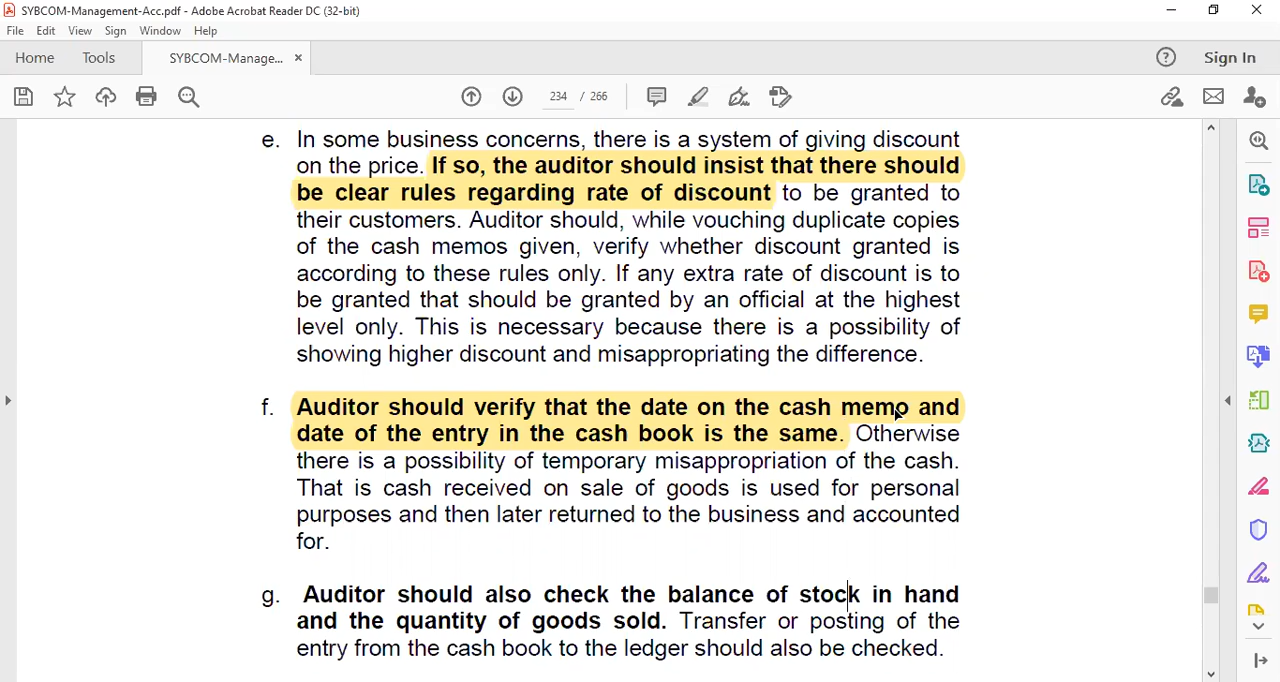 SYBCOM-Management-Acc.pdf - Adobe Acrobat Reader DC (32-bit)
File Edit View Sign Window Help
Home Tools SYBCOM-Manage... ×
Sign In
234 / 266
e. In some business concerns, there is a system of giving discount
on the price. If so, the auditor should insist that there should
be clear rules regarding rate of discount to be granted to
their customers. Auditor should, while vouching duplicate copies
of the cash memos given, verify whether discount granted is
according to these rules only. If any extra rate of discount is to
be granted that should be granted by an official at the highest
level only. This is necessary because there is a possibility of
showing higher discount and misappropriating the difference.
f. Auditor should verify that the date on the cash memo and
date of the entry in the cash book is the same. Otherwise
there is a possibility of temporary misappropriation of the cash.
That is cash received on sale of goods is used for personal
purposes and then later returned to the business and accounted
for.
g. Auditor should also check the balance of stock in hand
and the quantity of goods sold. Transfer or posting of the
entry from the cash book to the ledger should also be checked.